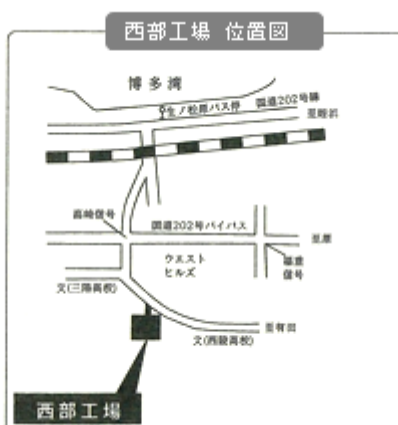 西部工場 位置図
博多湾
生ノ松原バス停
国道202号線
至姪浜
高崎信号
国道202号バイパス
至原
ウエスト
ヒルズ
福重
信号
文(三陽高校)
至有田
文(西陵高校)
西部工場